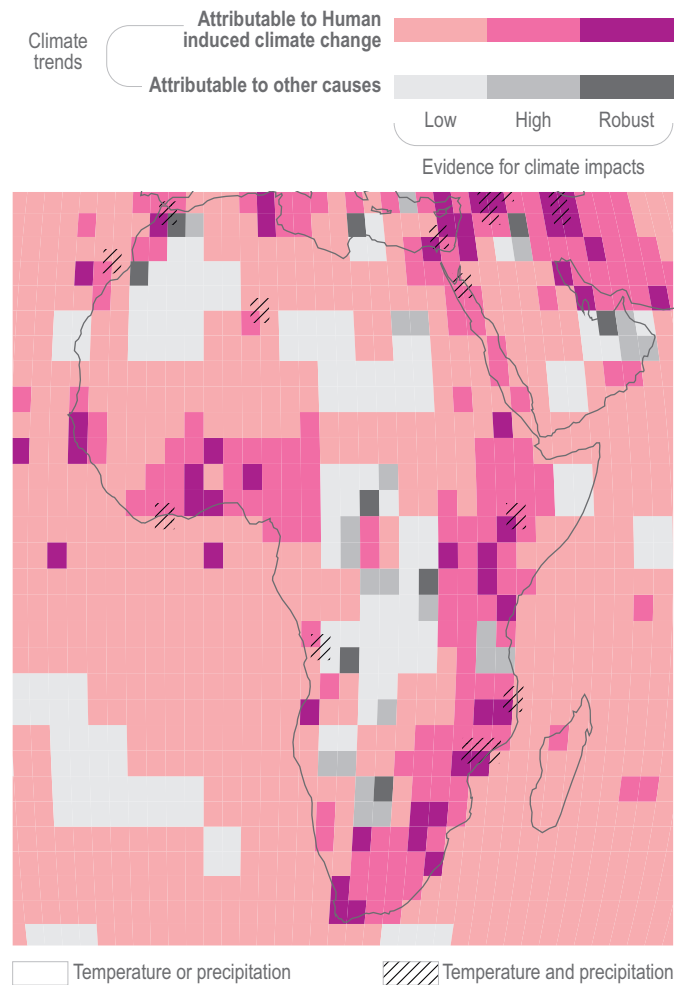 Climate
trends
Attributable to Human
induced climate change
Attributable to other causes
Low
High
Robust
Evidence for climate impacts
Temperature or precipitation
Temperature and precipitation